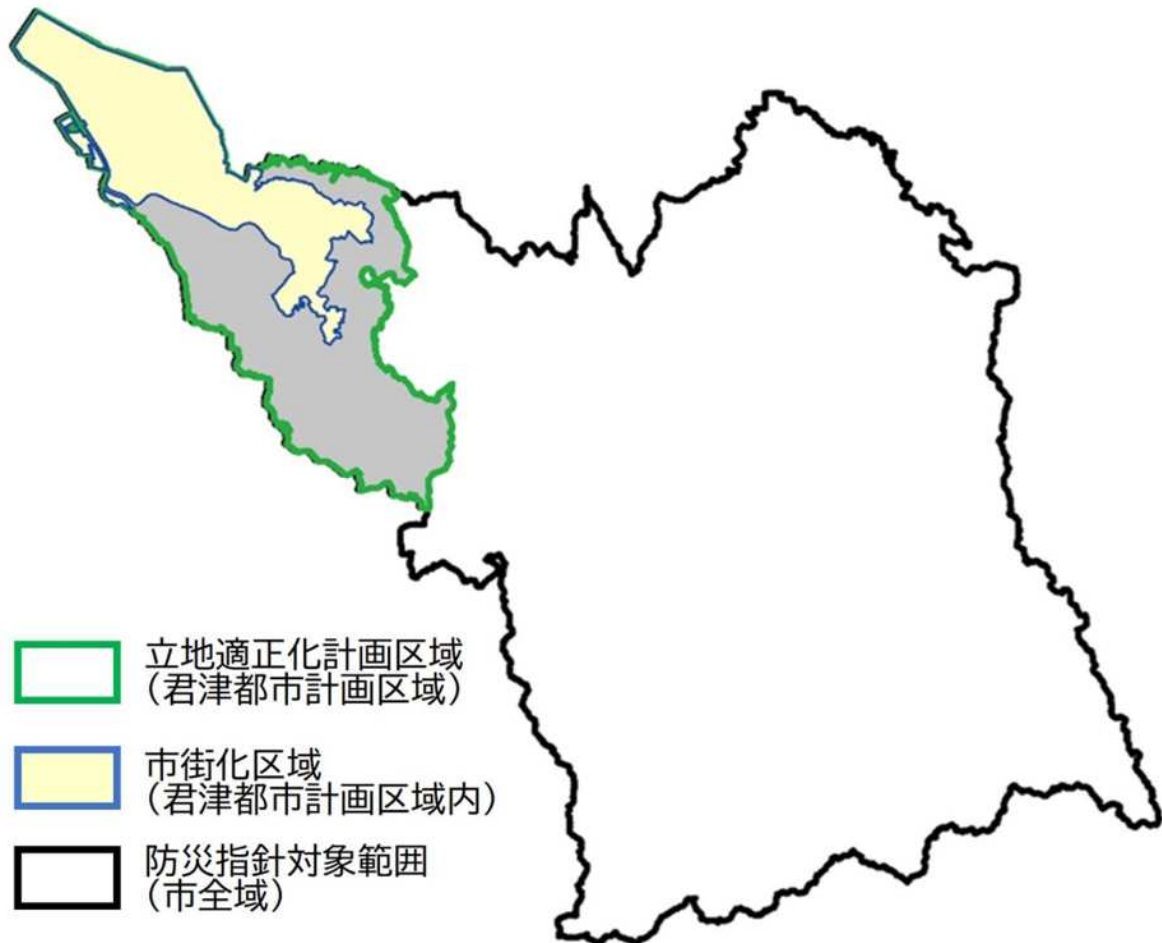 立地適正化計画区域
（君津都市計画区域）
市街化区域
（君津都市計画区域内）
防災指針対象範囲
（市全域）